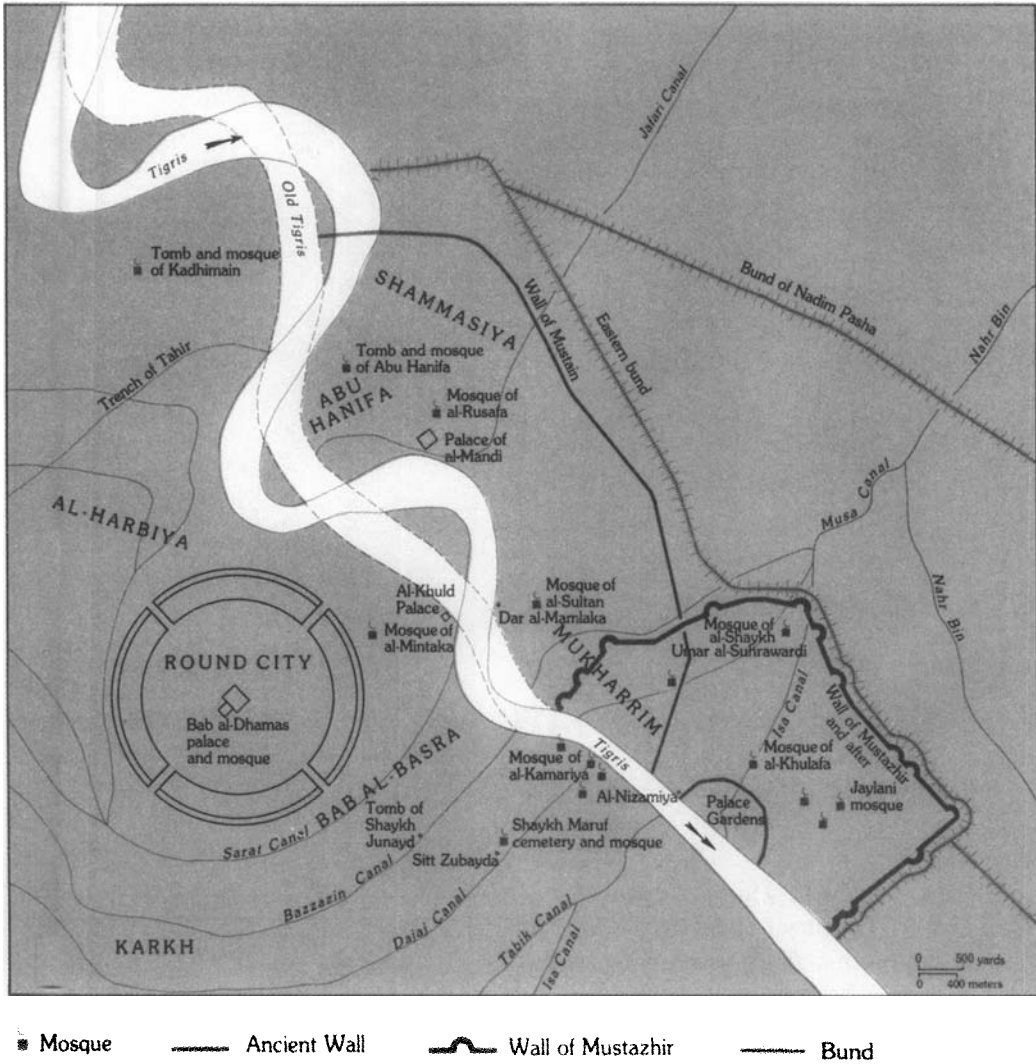 Jafari Canal
Tigris
Old Tigris
Tomb and mosque
of Kadhimain
SHAMMASIYA
Wall of Mustain
Eastern bund
Bund of Nadim Pasha
Nahr Bin
Trench of Tahir
Tomb and mosque
of Abu Hanifa
ABU
HANIFA
Mosque of
al-Rusafa
Palace of
al-Mandi
AL-HARBIYA
Musa Canal
Nahr Bin
Al-Khuld
Palace
Mosque of
al-Sultan
Dar al-Mamlaka
Mosque of
al-Mintaka
MUKHARRIM
Mosque of
al-Shaykh
Umar al-Suhrawardi
ROUND CITY
Bab al-Dhamas
palace
and mosque
Isa Canal
Wall of Mustazhir
and after
BAB AL-BASRA
Tigris
Mosque of
al-Kamariya
Mosque of
al-Khulafa
Al-Nizamiya
Palace
Gardens
Jaylani
mosque
Tomb of
Shaykh
Junayd
Shaykh Maruf
cemetery and mosque
Sarat Canal
Sitt Zubayda
Bazzazin Canal
Dajaj Canal
Tabik Canal
Isa Canal
KARKH
0 500 yards
0 400 meters
Mosque
Ancient Wall
Wall of Mustazhir
Bund